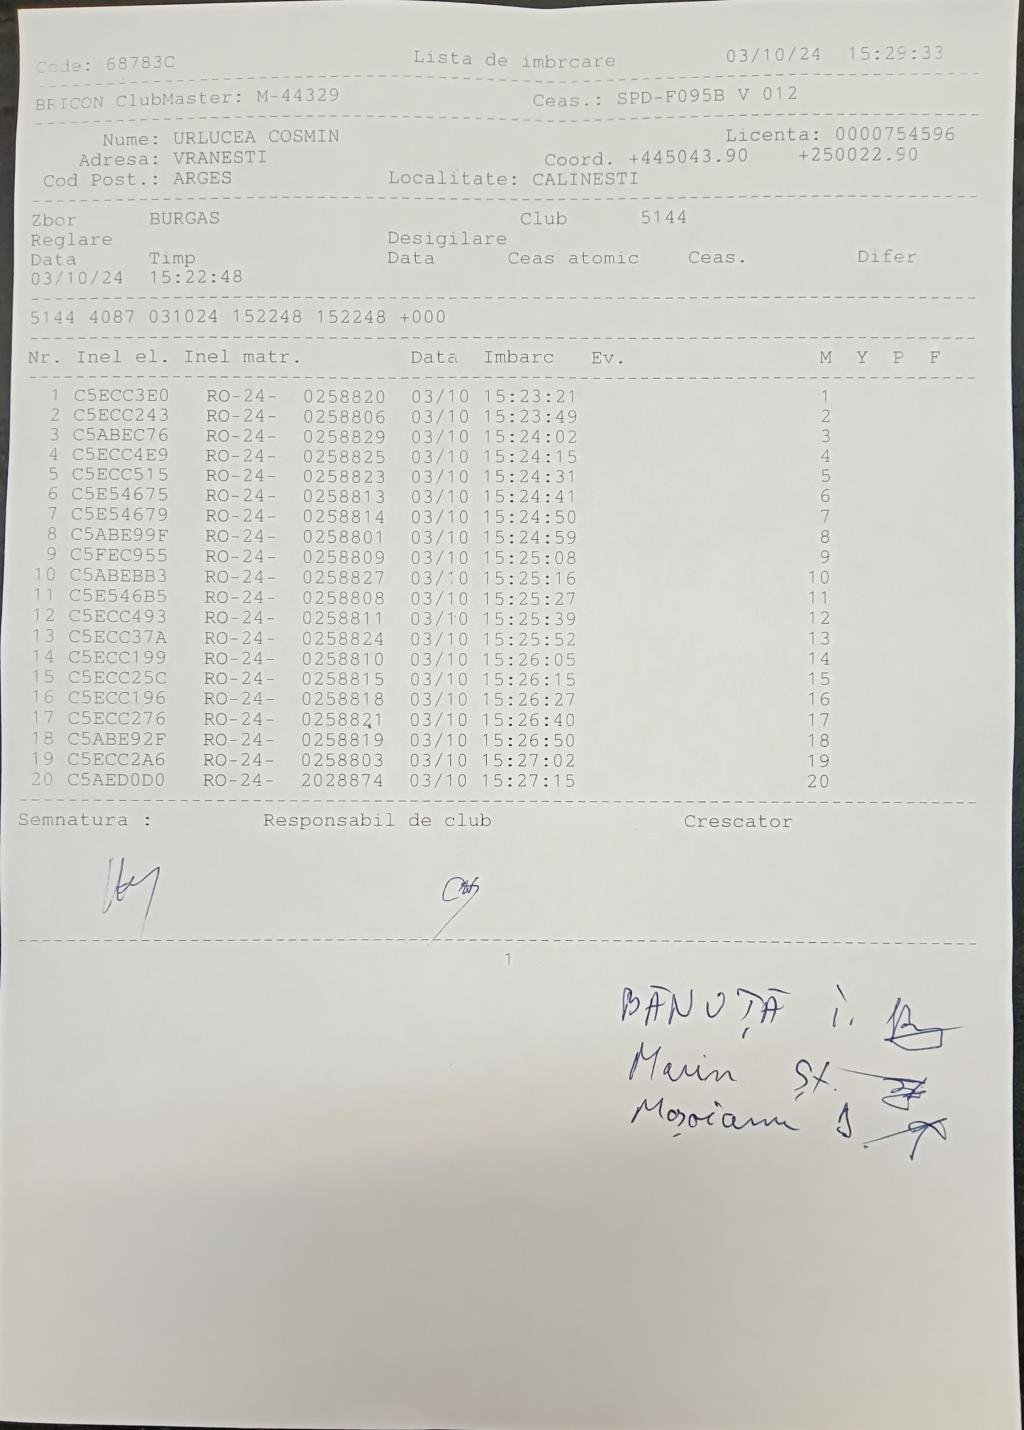 Code: 68783C Lista de imbrcare 03/10/24 15:29:33
BRICON ClubMaster: M-44329 Ceas.: SPD-F095B V 012
Nume: URLUCEA COSMIN Licenta: 0000754596
Adresa: VRANESTI Coord. +445043.90 +250022.90
Cod Post.: ARGES Localitate: CALINESTI
Zbor BURGAS Club 5144
Reglare Desigilare
Data Timp Data Ceas atomic Ceas. Difer
03/10/24 15:22:48
5144 4087 031024 152248 152248 +000
Nr. Inel el. Inel matr. Data Imbarc Ev. M Y P F
1 C5ECC3E0 RO-24- 0258820 03/10 15:23:21 1
2 C5ECC243 RO-24- 0258806 03/10 15:23:49 2
3 C5ABEC76 RO-24- 0258829 03/10 15:24:02 3
4 C5ECC4E9 RO-24- 0258825 03/10 15:24:15 4
5 C5ECC515 RO-24- 0258823 03/10 15:24:31 5
6 C5E54675 RO-24- 0258813 03/10 15:24:41 6
7 C5E54679 RO-24- 0258814 03/10 15:24:50 7
8 C5ABE99F RO-24- 0258801 03/10 15:24:59 8
9 C5FEC955 RO-24- 0258809 03/10 15:25:08 9
10 C5ABEBB3 RO-24- 0258827 03/10 15:25:16 10
11 C5E546B5 RO-24- 0258808 03/10 15:25:27 11
12 C5ECC493 RO-24- 0258811 03/10 15:25:39 12
13 C5ECC37A RO-24- 0258824 03/10 15:25:52 13
14 C5ECC199 RO-24- 0258810 03/10 15:26:05 14
15 C5ECC25C RO-24- 0258815 03/10 15:26:15 15
16 C5ECC196 RO-24- 0258818 03/10 15:26:27 16
17 C5ECC276 RO-24- 0258821 03/10 15:26:40 17
18 C5ABE92F RO-24- 0258819 03/10 15:26:50 18
19 C5ECC2A6 RO-24- 0258803 03/10 15:27:02 19
20 C5AED0D0 RO-24- 2028874 03/10 15:27:15 20
Semnatura : Responsabil de club Crescator
1
BĂNUȚĂ I.
Marin Șt.
Moșoianu